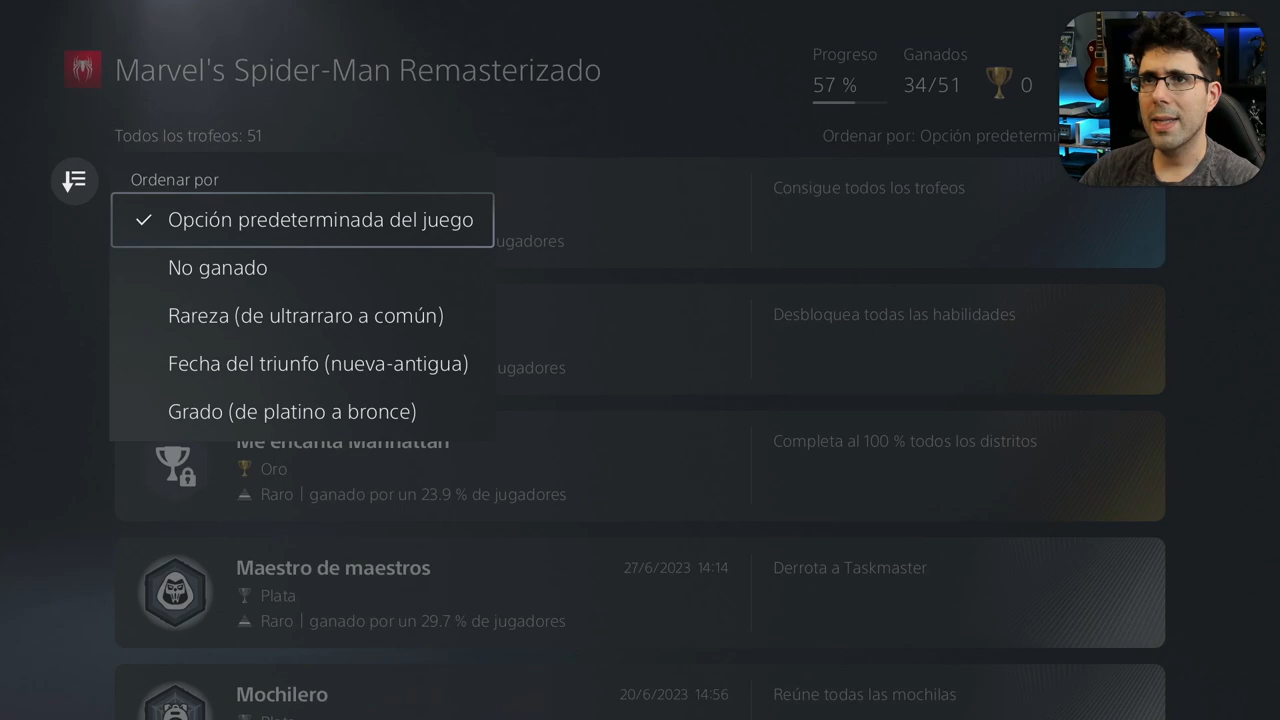 Marvel's Spider-Man Remasterizado
Progreso
57 %
Ganados
34/51
0
Todos los trofeos: 51
Ordenar por: Opción
Ordenar por
Opción predeterminada del juego
No ganado
Rareza (de ultrarraro a común)
Fecha del triunfo (nueva-antigua)
Grado (de platino a bronce)
Consigue todos los trofeos
Desbloquea todas las habilidades
Me encanta Manhattan
Oro
Raro | ganado por un 23.9 % de jugadores
Completa al 100 % todos los distritos
Maestro de maestros
Plata
Raro | ganado por un 29.7 % de jugadores
27/6/2023 14:14
Derrota a Taskmaster
Mochilero
20/6/2023 14:56
Reúne todas las mochilas